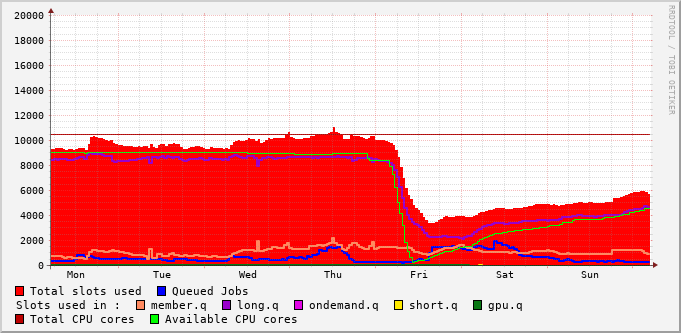 20000
18000
16000
14000
12000
10000
8000
6000
4000
2000
0
Mon Tue Wed Thu Fri Sat Sun
Total slots used Queued Jobs
Slots used in : member.q long.q ondemand.q short.q gpu.q
Total CPU cores Available CPU cores
RRDTOOL / TOBI OETIKER